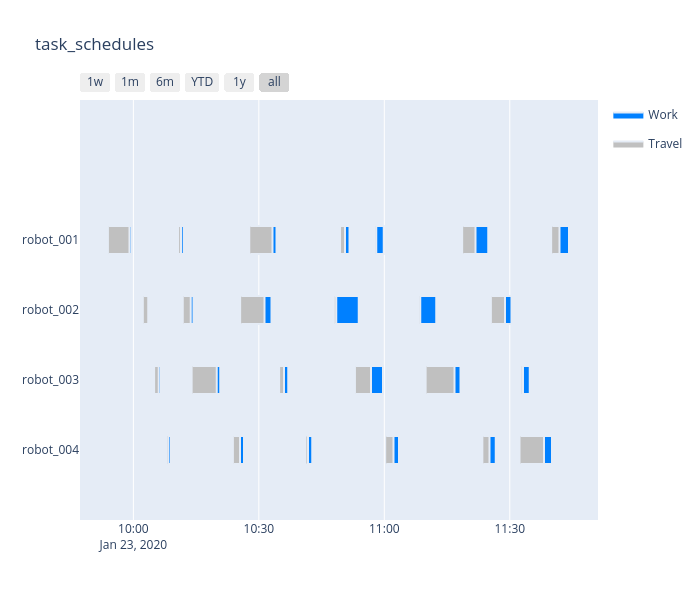 task_schedules
1w 1m 6m YTD 1y all
Work
Travel
robot_001
robot_002
robot_003
robot_004
10:00 10:30 11:00 11:30
Jan 23, 2020